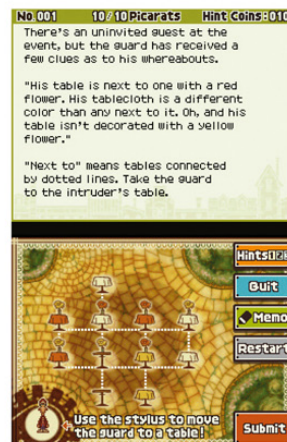 No 001 10/10 Picarats Hint Coins:010
There's an uninvited guest at the
event, but the guard has received a
few clues as to his whereabouts.
"His table is next to one with a red
flower. His tablecloth is a different
color than any next to it. Oh, and his
table isn't decorated with a yellow
flower."
"Next to" means tables connected
by dotted lines. Take the guard
to the intruder's table.
Hints
Quit
Memo
Restart
Use the stylus to move
the guard to a table!
Submit